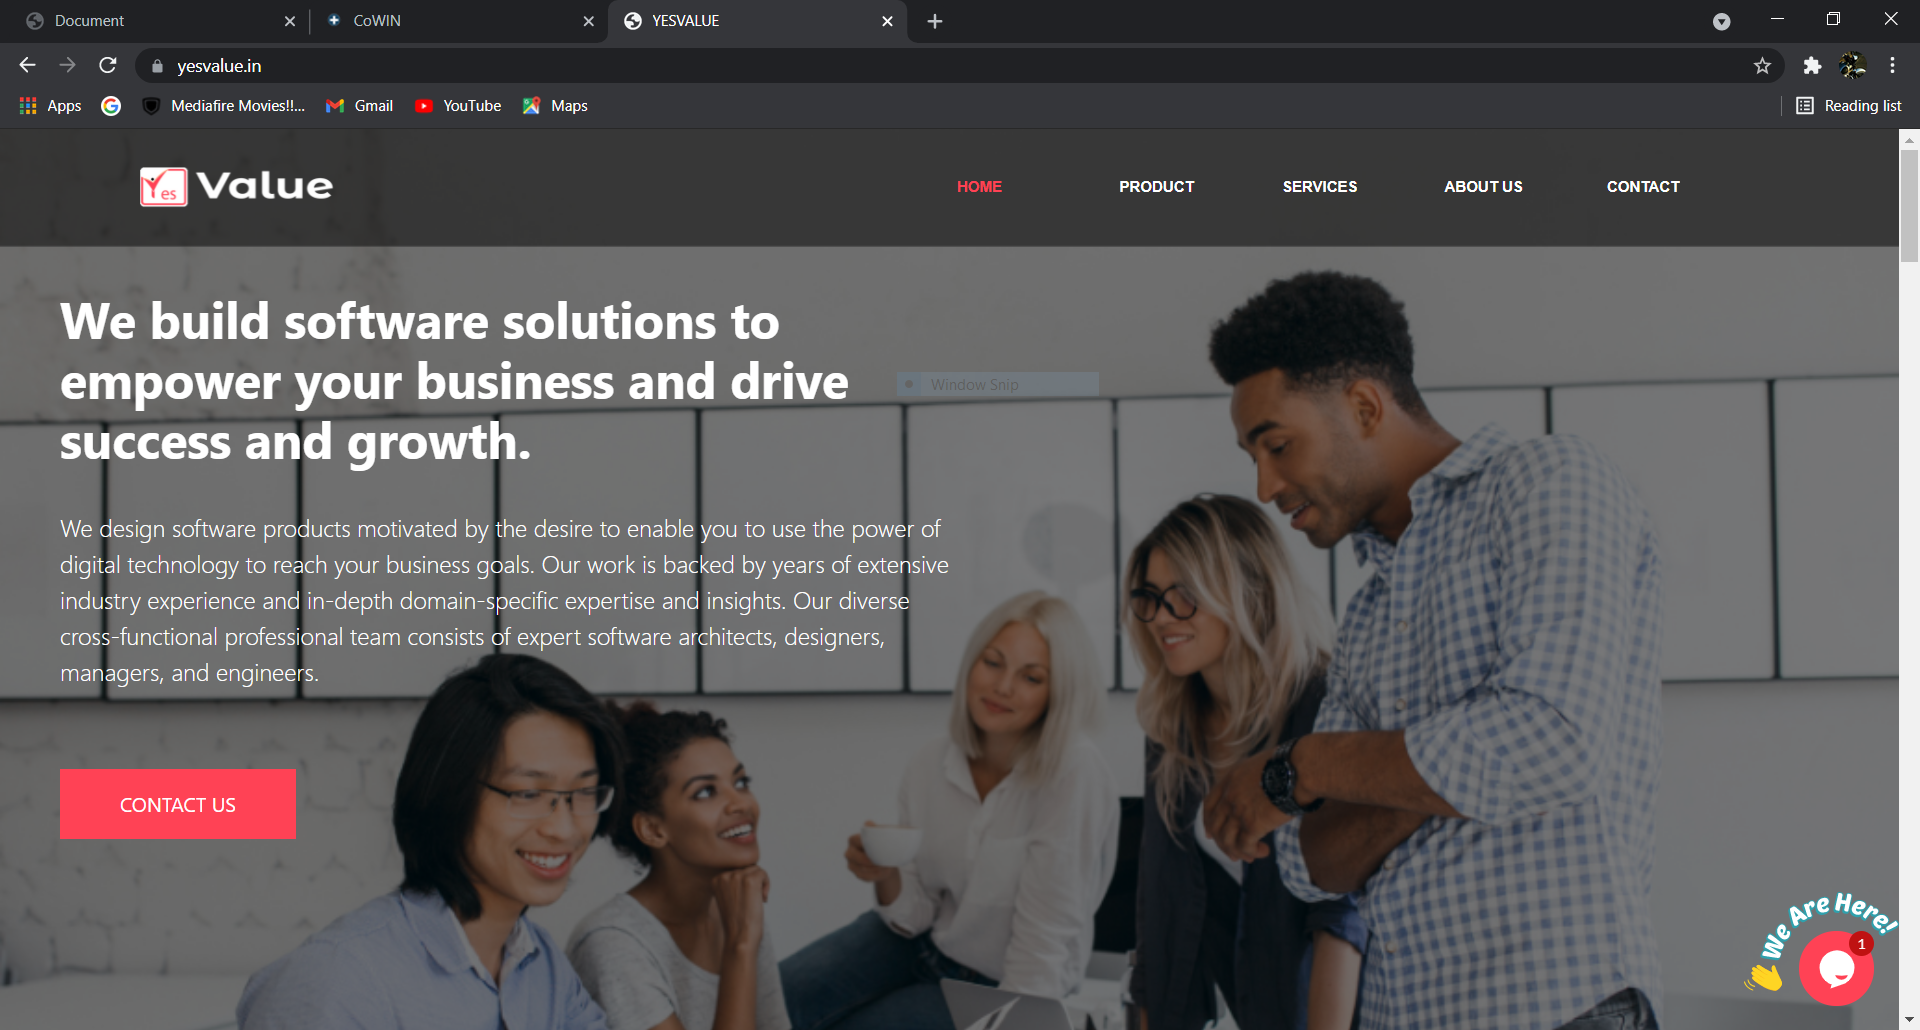 Document
CoWIN
YESVALUE
yesvalue.in
Apps
Mediafire Movies!!...
Gmail
YouTube
Maps
Reading list
Yes Value
HOME
PRODUCT
SERVICES
ABOUT US
CONTACT
We build software solutions to
empower your business and drive
success and growth.
Window Snip
We design software products motivated by the desire to enable you to use the power of
digital technology to reach your business goals. Our work is backed by years of extensive
industry experience and in-depth domain-specific expertise and insights. Our diverse
cross-functional professional team consists of expert software architects, designers,
managers, and engineers.
CONTACT US
We Are Here!
1